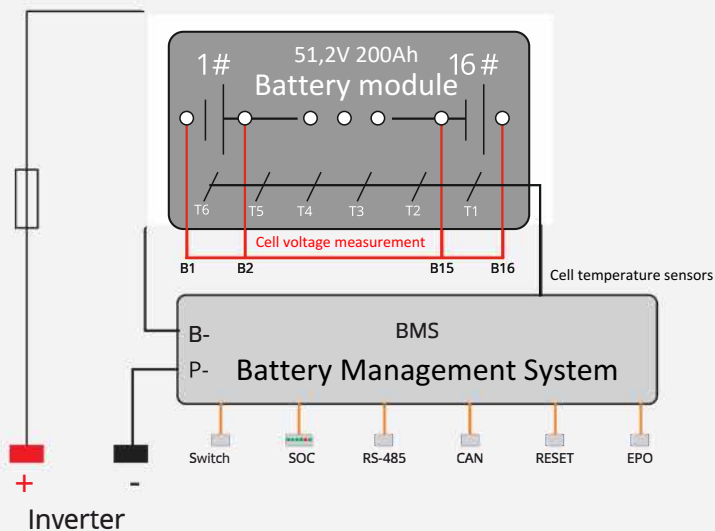 51,2V 200Ah
1# 16#
Battery module
T6 T5 T4 T3 T2 T1
Cell voltage measurement
B1 B2 B15 B16
Cell temperature sensors
B-
BMS
P-
Battery Management System
Switch SOC RS-485 CAN RESET EPO
+ -
Inverter